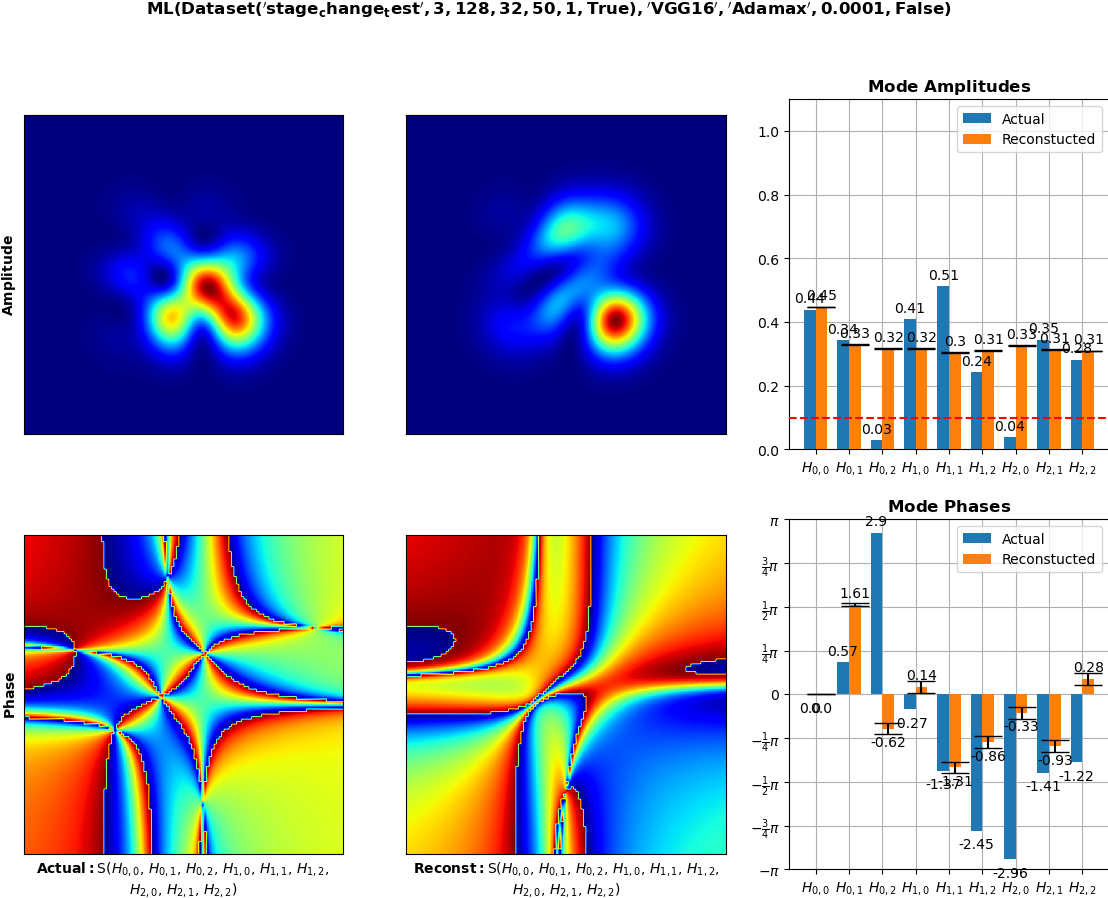 ML(Dataset('stage_change_test', 3, 128, 32, 50, 1, True), 'VGG16', 'Adamax', 0.0001, False)
Amplitude
Mode Amplitudes
Actual
Reconstucted
1.0
0.8
0.6
0.4
0.2
0.0
0.44 0.45 0.34 0.33 0.03 0.32 0.41 0.32 0.51 0.3 0.24 0.31 0.04 0.33 0.35 0.31 0.28 0.31
H0,0 H0,1 H0,2 H1,0 H1,1 H1,2 H2,0 H2,1 H2,2
Phase
Mode Phases
Actual
Reconstucted
π
3/4π
1/2π
1/4π
0
−1/4π
−1/2π
−3/4π
−π
0.0 0.0 0.57 1.61 2.9 -0.62 -0.27 0.14 -1.37 -1.31 -2.45 -0.86 -2.96 -0.33 -1.41 -0.93 -1.22 0.28
H0,0 H0,1 H0,2 H1,0 H1,1 H1,2 H2,0 H2,1 H2,2
Actual: S(H0,0, H0,1, H0,2, H1,0, H1,1, H1,2,
H2,0, H2,1, H2,2)
Reconst: S(H0,0, H0,1, H0,2, H1,0, H1,1, H1,2,
H2,0, H2,1, H2,2)